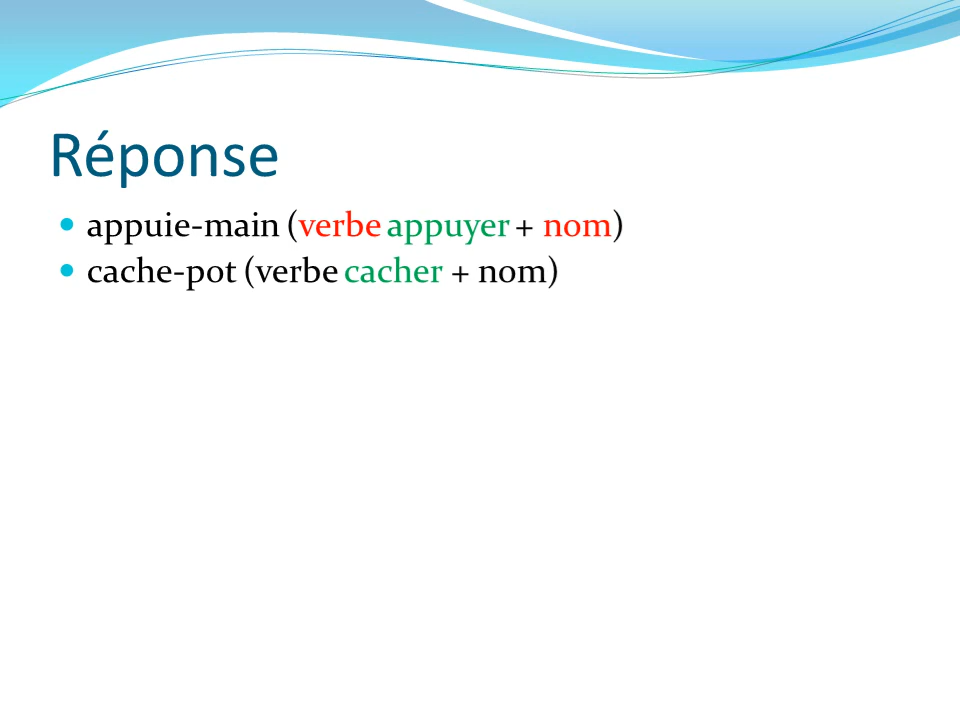 Réponse
appuie-main (verbe appuyer + nom)
cache-pot (verbe cacher + nom)